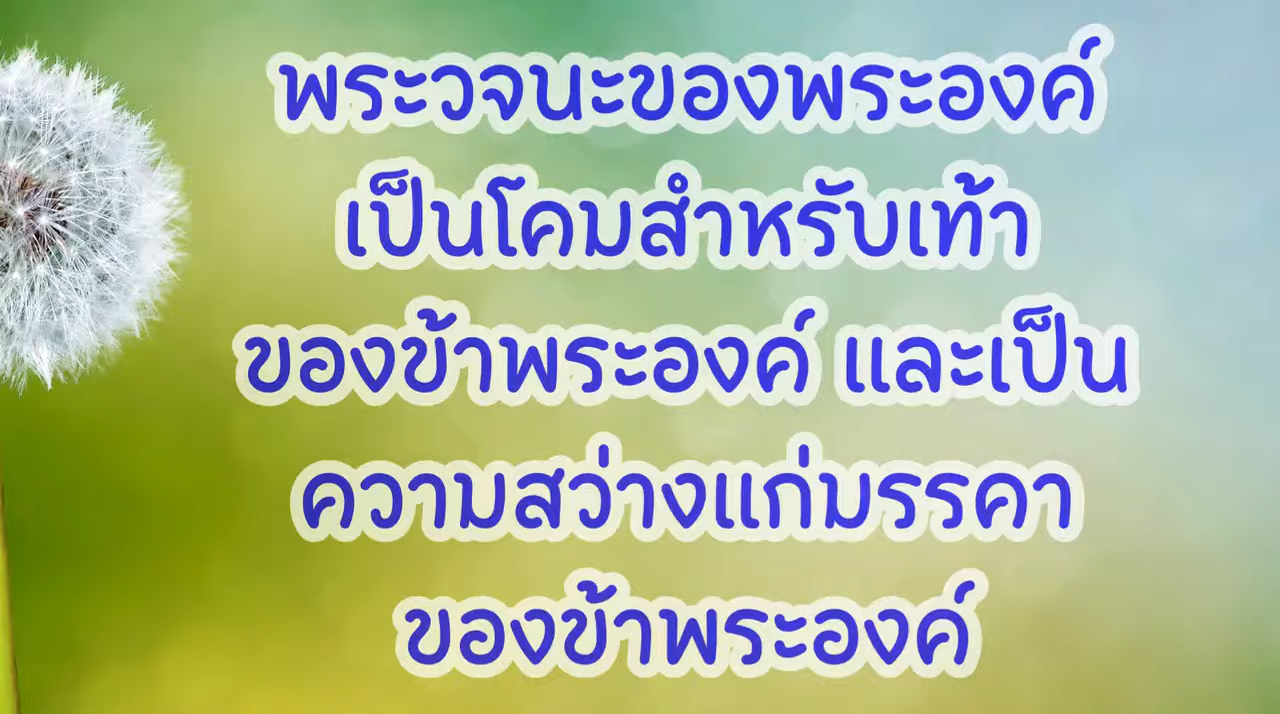 พระวจนะของพระองค์
เป็นโคมสำหรับเท้า
ของข้าพระองค์ และเป็น
ความสว่างแก่มรรคา
ของข้าพระองค์